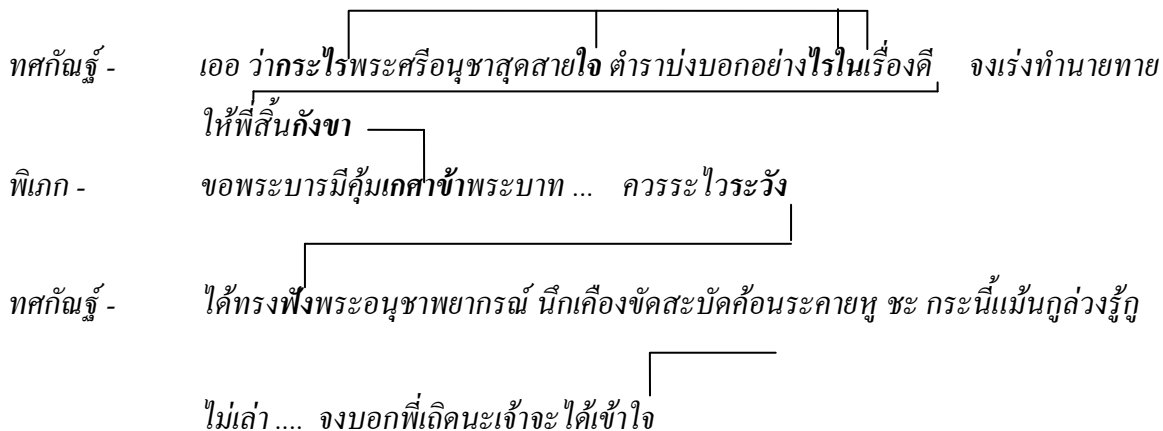 ทศกัณฐ์ - เออ ว่ากระไรพระศรีอนุชาสุดสายใจ ตำราบ่งบอกอย่างไรในเรื่องดี จงเร่งทำนายทาย
ให้พี่สิ้นกังขา
พิเภก - ขอพระบารมีคุ้มเกศาข้าพระบาท ... ควรระไวระวัง
ทศกัณฐ์ - ได้ทรงฟังพระอนุชาพยากรณ์ นึกเคืองขัดสะบัดค้อนระคายหู ชะ กระนี้แม้นกูล่วงรู้กู
ไม่เล่า .... จงบอกพี่เถิดนะเจ้าจะได้เข้าใจ